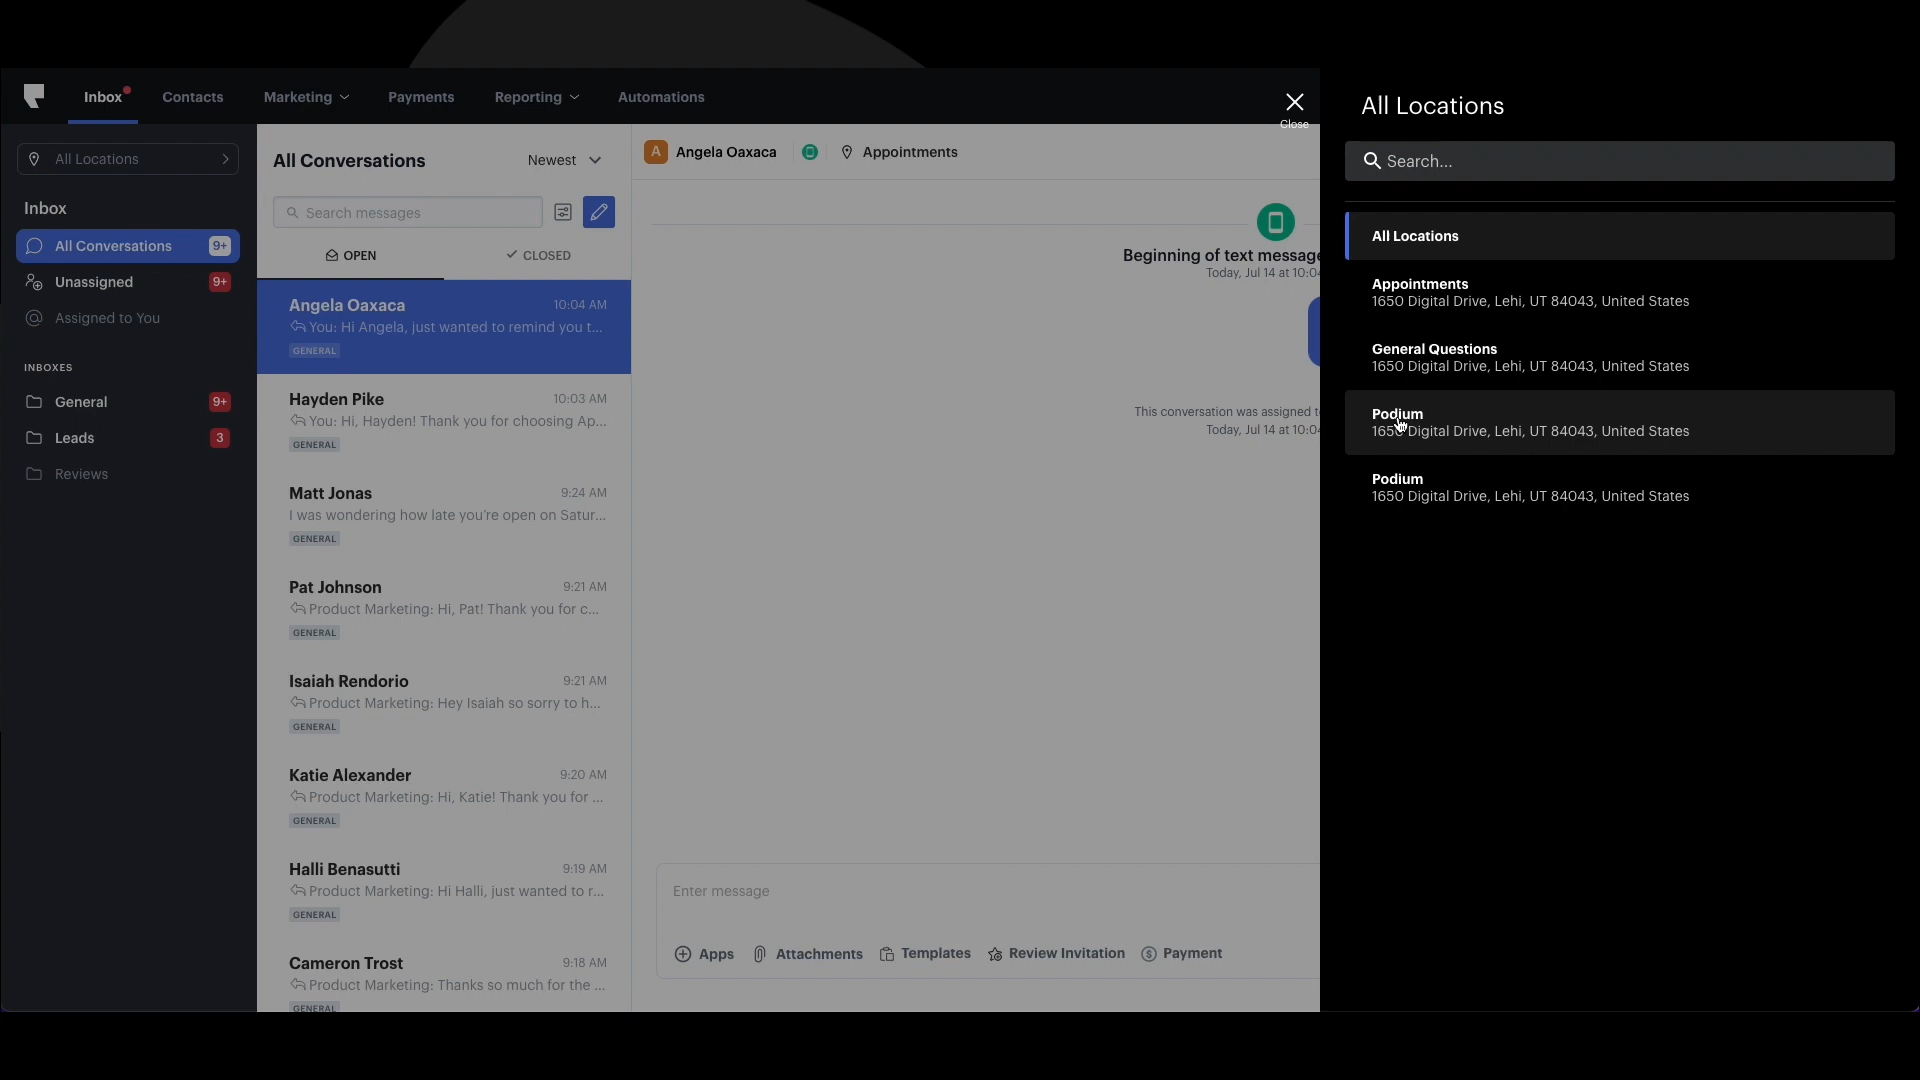 Inbox
Contacts
Marketing
Payments
Reporting
Automations
Close
All Locations
Inbox
All Conversations 9+
Unassigned 9+
Assigned to You
INBOXES
General 9+
Leads 3
Reviews
All Conversations
Newest
Search messages
OPEN
CLOSED
Angela Oaxaca 10:04 AM
You: Hi Angela, just wanted to remind you t...
GENERAL
Hayden Pike 10:03 AM
You: Hi, Hayden! Thank you for choosing Ap...
GENERAL
Matt Jonas 9:24 AM
I was wondering how late you're open on Satur...
GENERAL
Pat Johnson 9:21 AM
Product Marketing: Hi, Pat! Thank you for c...
GENERAL
Isaiah Rendorio 9:21 AM
Product Marketing: Hey Isaiah so sorry to h...
GENERAL
Katie Alexander 9:20 AM
Product Marketing: Hi, Katie! Thank you for ...
GENERAL
Halli Benasutti 9:19 AM
Product Marketing: Hi Halli, just wanted to r...
GENERAL
Cameron Trost 9:18 AM
Product Marketing: Thanks so much for the ...
GENERAL
A Angela Oaxaca
Appointments
Beginning of text message
Today, Jul 14 at 10:04
This conversation was assigned to
Today, Jul 14 at 10:04
Enter message
Apps
Attachments
Templates
Review Invitation
Payment
All Locations
Search...
All Locations
Appointments
1650 Digital Drive, Lehi, UT 84043, United States
General Questions
1650 Digital Drive, Lehi, UT 84043, United States
Podium
1650 Digital Drive, Lehi, UT 84043, United States
Podium
1650 Digital Drive, Lehi, UT 84043, United States